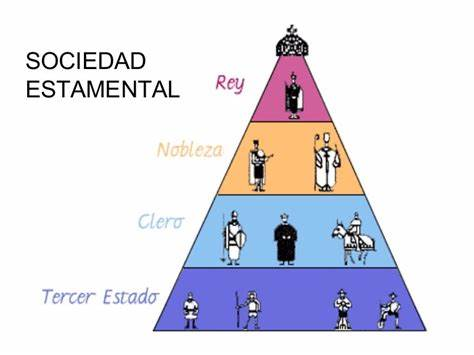 SOCIEDAD
ESTAMENTAL
Rey
Nobleza
Clero
Tercer Estado